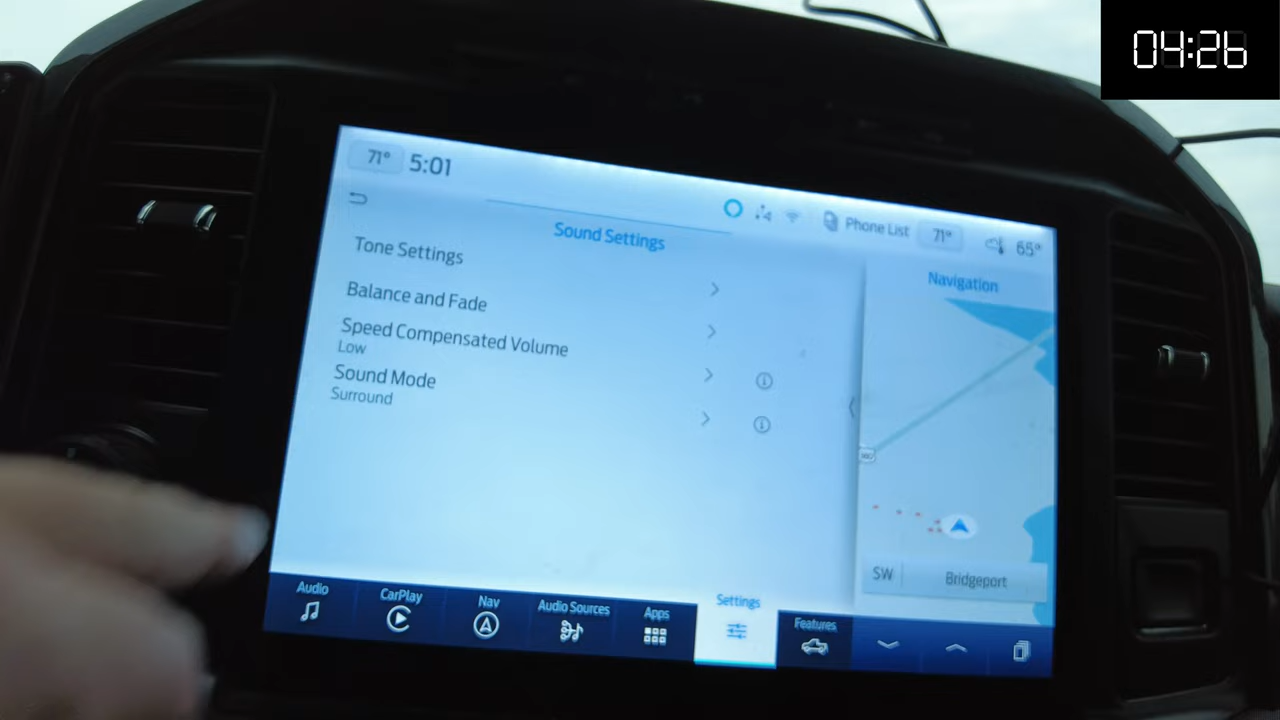 04:26
71° 5:01
Phone List 71° 65°
Sound Settings
Tone Settings
Balance and Fade
Speed Compensated Volume
Low
Sound Mode
Surround
Navigation
SW Bridgeport
Audio CarPlay Nav Audio Sources Apps Settings Features